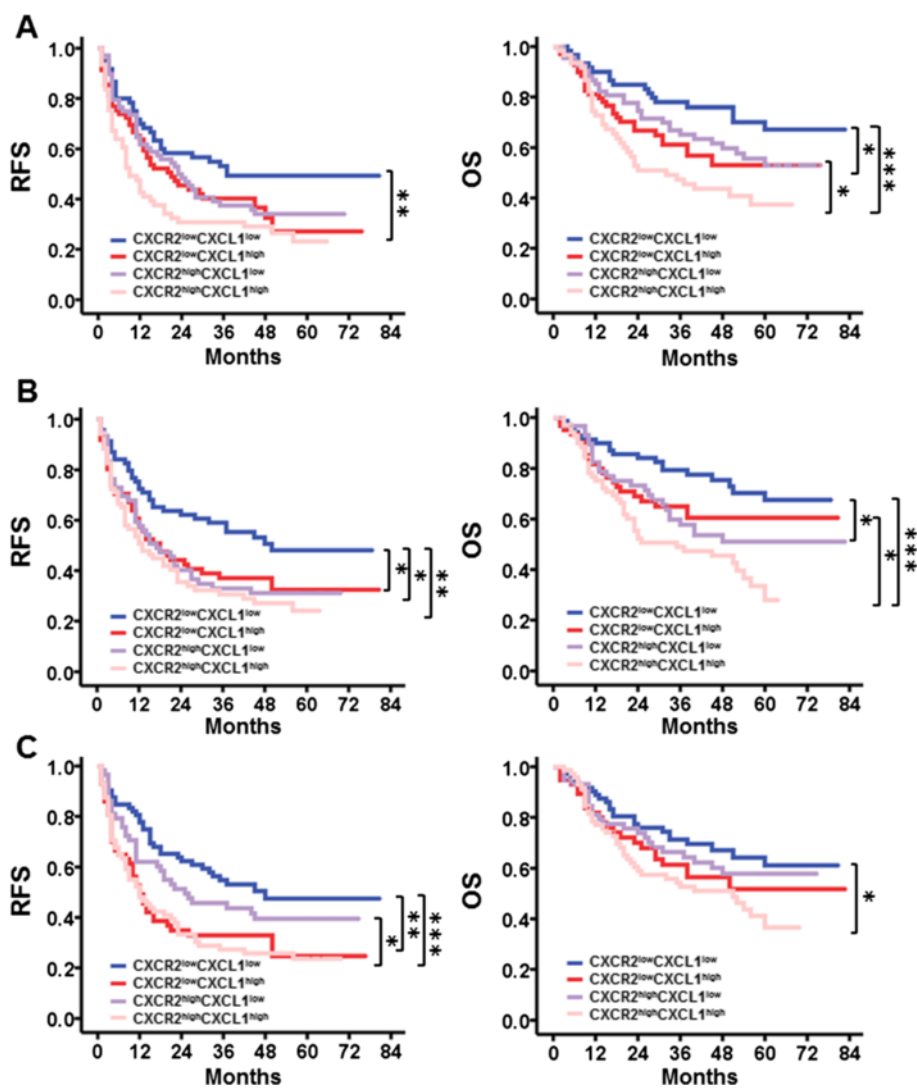 A
RFS
1.0
0.8
0.6
0.4
0.2
0.0
CXCR2lowCXCL1low
CXCR2lowCXCL1high
CXCR2highCXCL1low
CXCR2highCXCL1high
**
0 12 24 36 48 60 72 84
Months
OS
1.0
0.8
0.6
0.4
0.2
0.0
CXCR2lowCXCL1low
CXCR2lowCXCL1high
CXCR2highCXCL1low
CXCR2highCXCL1high
*
*
***
0 12 24 36 48 60 72 84
Months
B
RFS
1.0
0.8
0.6
0.4
0.2
0.0
CXCR2lowCXCL1low
CXCR2lowCXCL1high
CXCR2highCXCL1low
CXCR2highCXCL1high
*
*
**
0 12 24 36 48 60 72 84
Months
OS
1.0
0.8
0.6
0.4
0.2
0.0
CXCR2lowCXCL1low
CXCR2lowCXCL1high
CXCR2highCXCL1low
CXCR2highCXCL1high
*
*
***
0 12 24 36 48 60 72 84
Months
C
RFS
1.0
0.8
0.6
0.4
0.2
0.0
CXCR2lowCXCL1low
CXCR2lowCXCL1high
CXCR2highCXCL1low
CXCR2highCXCL1high
*
**
***
0 12 24 36 48 60 72 84
Months
OS
1.0
0.8
0.6
0.4
0.2
0.0
CXCR2lowCXCL1low
CXCR2lowCXCL1high
CXCR2highCXCL1low
CXCR2highCXCL1high
*
0 12 24 36 48 60 72 84
Months